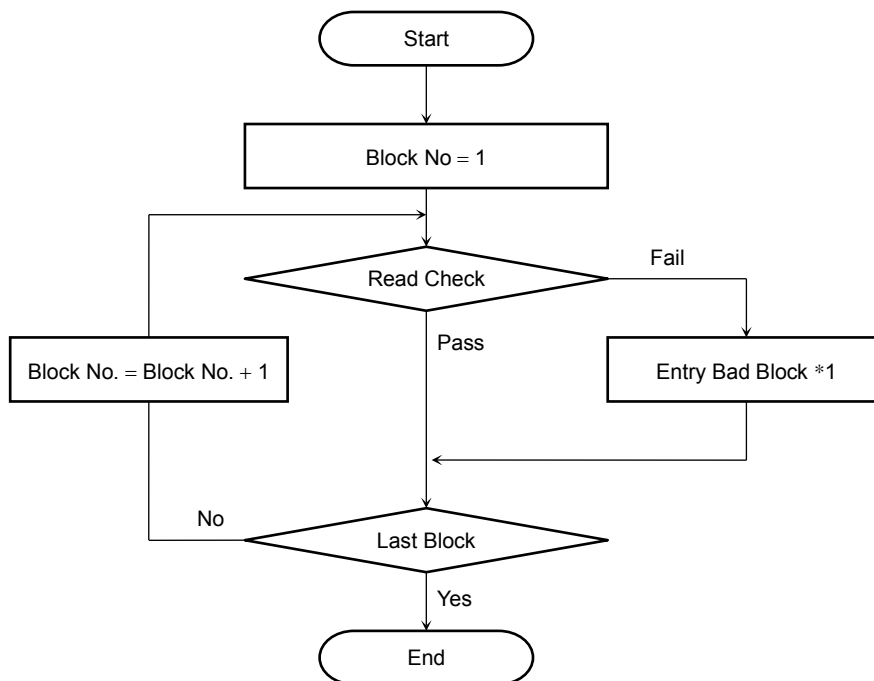 Start
Block No = 1
Read Check
Fail
Pass
Block No. = Block No. + 1
Entry Bad Block *1
No
Last Block
Yes
End